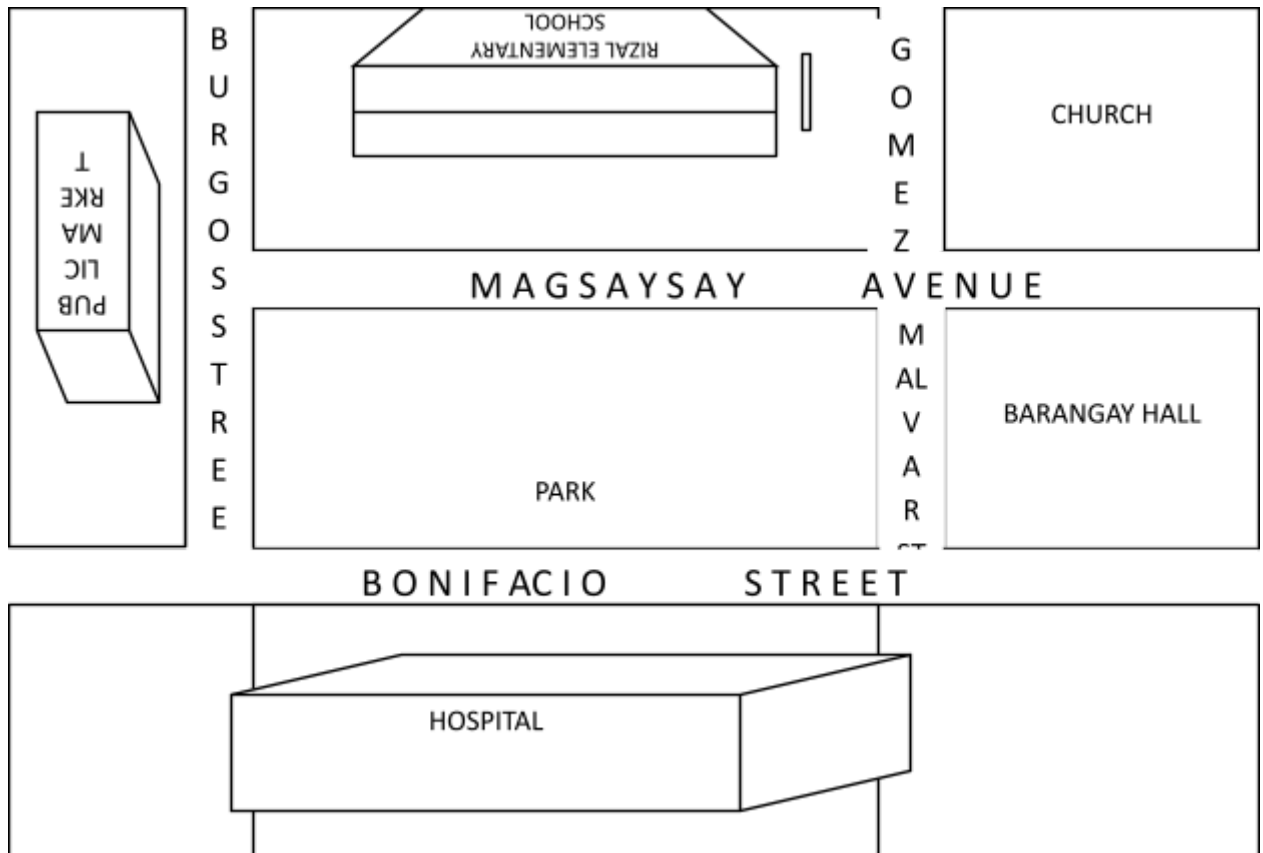 BURGOS STREE
RIZAL ELEMENTARY
SCHOOL
GOMEZ
CHURCH
PUB
LIC
MA
RKE
T
MAGSAYSAY AVENUE
MALVAR ST
BARANGAY HALL
PARK
BONIFACIO STREET
HOSPITAL